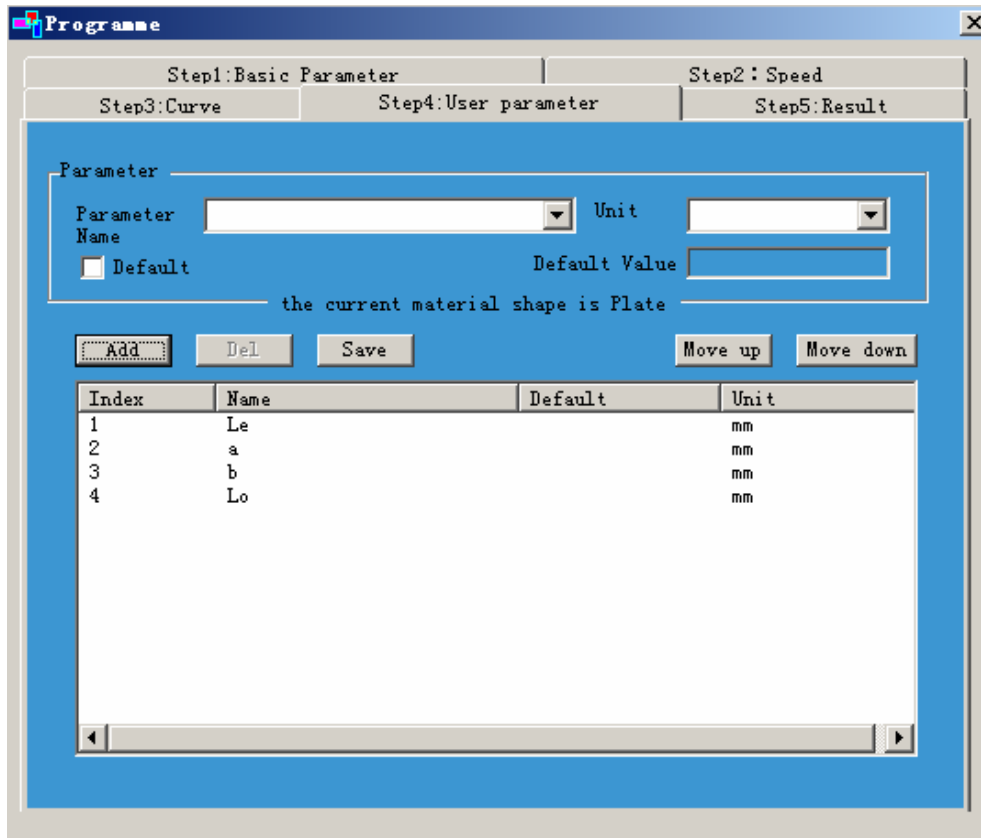 Programme
Step1:Basic Parameter Step2:Speed
Step3:Curve Step4:User parameter Step5:Result
Parameter
Parameter Name Unit
Default Default Value
the current material shape is Plate
Add Del Save Move up Move down
Index Name Default Unit
1 Le mm
2 a mm
3 b mm
4 Lo mm